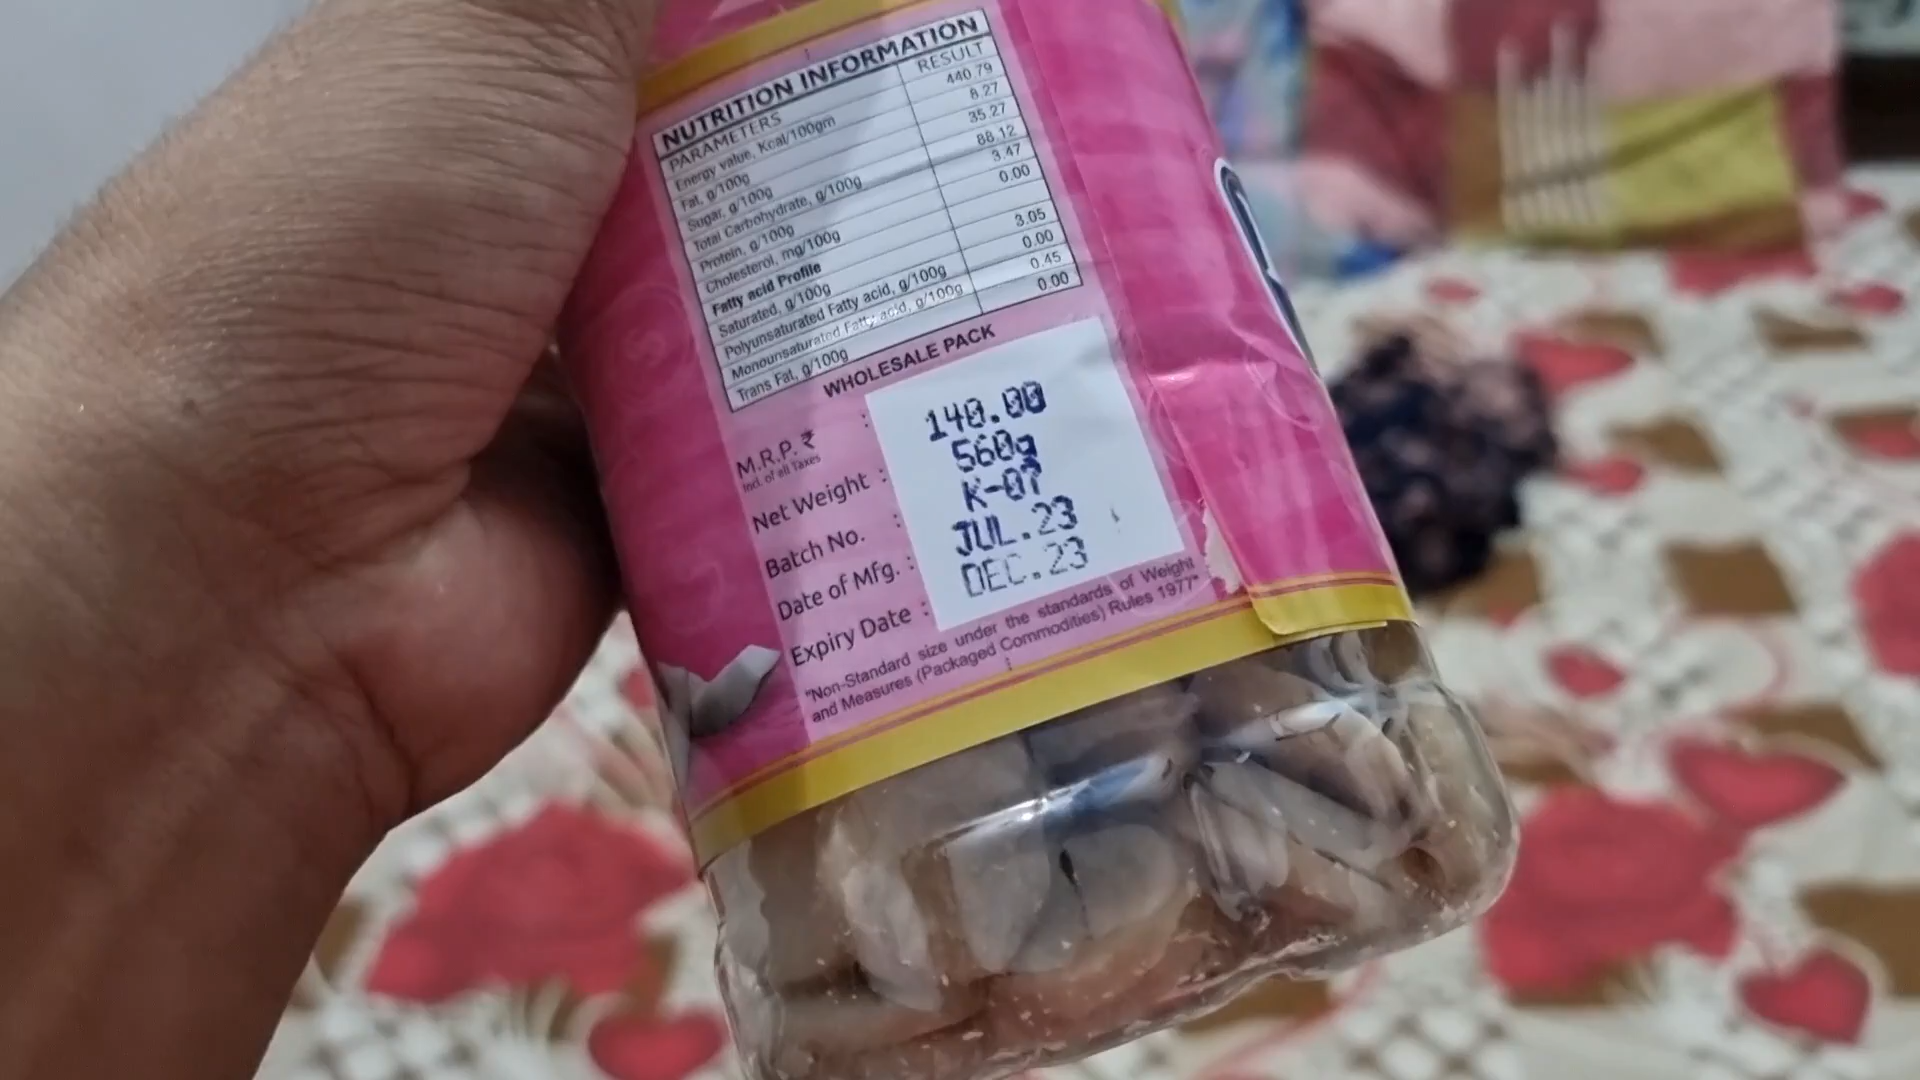 NUTRITION INFORMATION
PARAMETERS RESULT
Energy value, Kcal/100gm 440.79
Fat, g/100g 8.27
Sugar, g/100g 35.27
Total Carbohydrate, g/100g 88.12
Protein, g/100g 3.47
Cholesterol, mg/100g 0.00
Fatty acid Profile
Saturated, g/100g 3.05
Polyunsaturated Fatty acid, g/100g 0.00
Monounsaturated Fatty acid, g/100g 0.45
Trans Fat, g/100g 0.00
WHOLESALE PACK
M.R.P. ₹ : 140.00
Incl. of all Taxes
Net Weight : 560g
Batch No. : K-07
Date of Mfg. : JUL.23
Expiry Date : DEC.23
"Non-Standard size under the standards of Weight
and Measures (Packaged Commodities) Rules 1977"